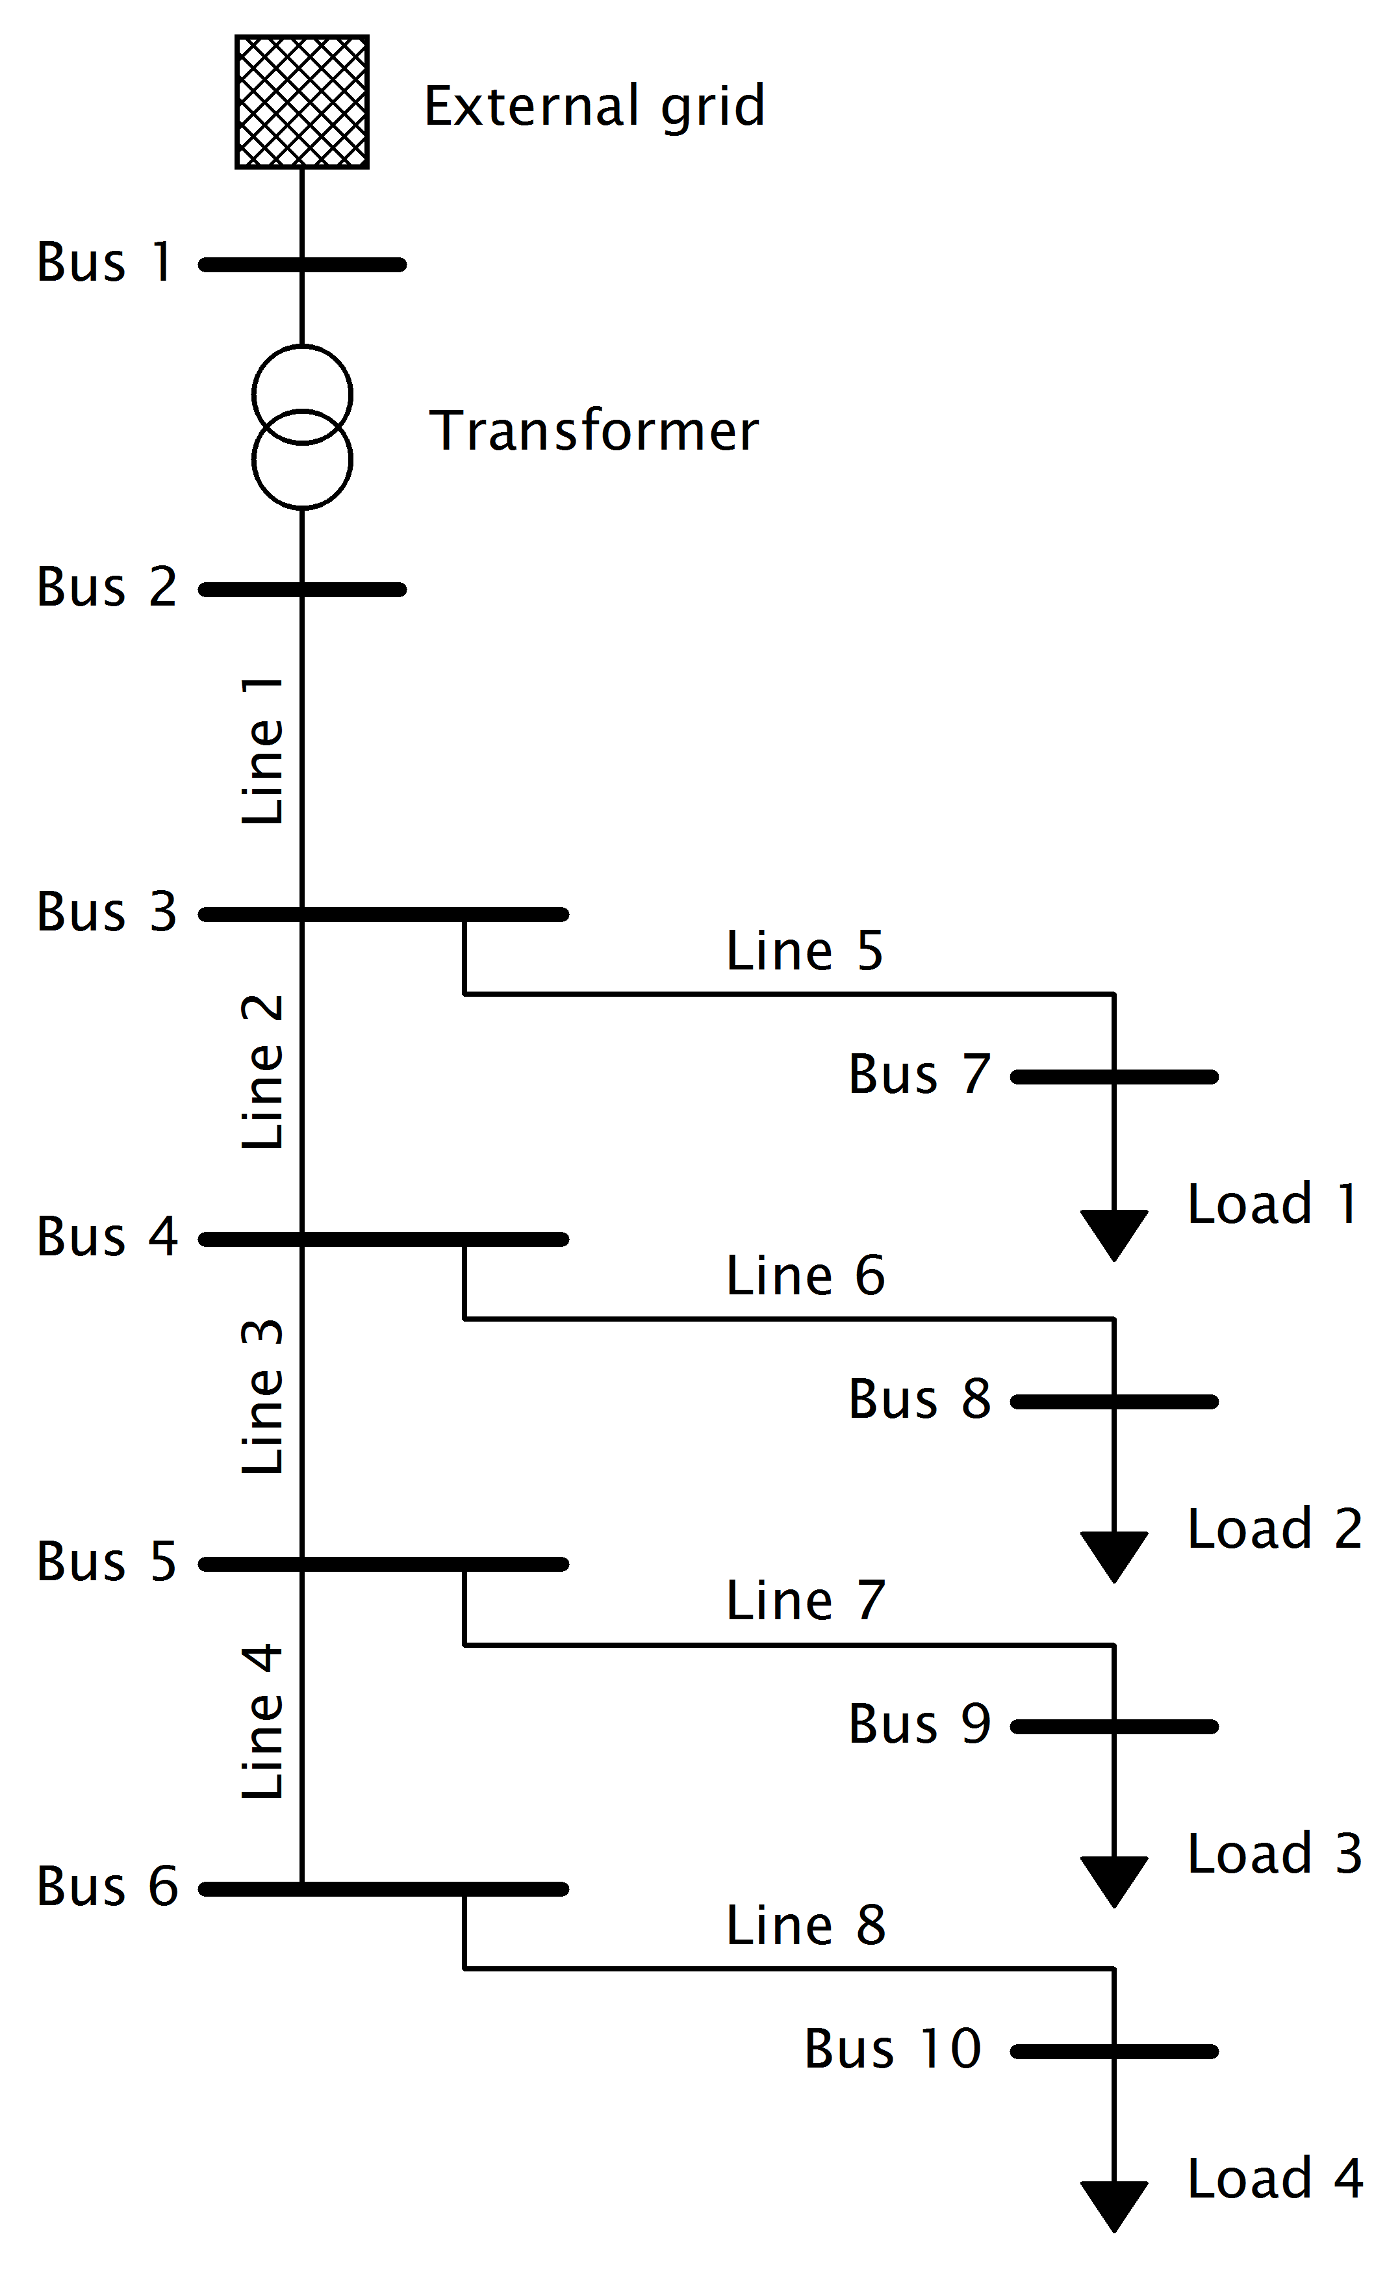 External grid
Bus 1
Transformer
Bus 2
Line 1
Bus 3
Line 5
Line 2
Bus 7
Load 1
Bus 4
Line 6
Line 3
Bus 8
Load 2
Bus 5
Line 7
Line 4
Bus 9
Load 3
Bus 6
Line 8
Bus 10
Load 4